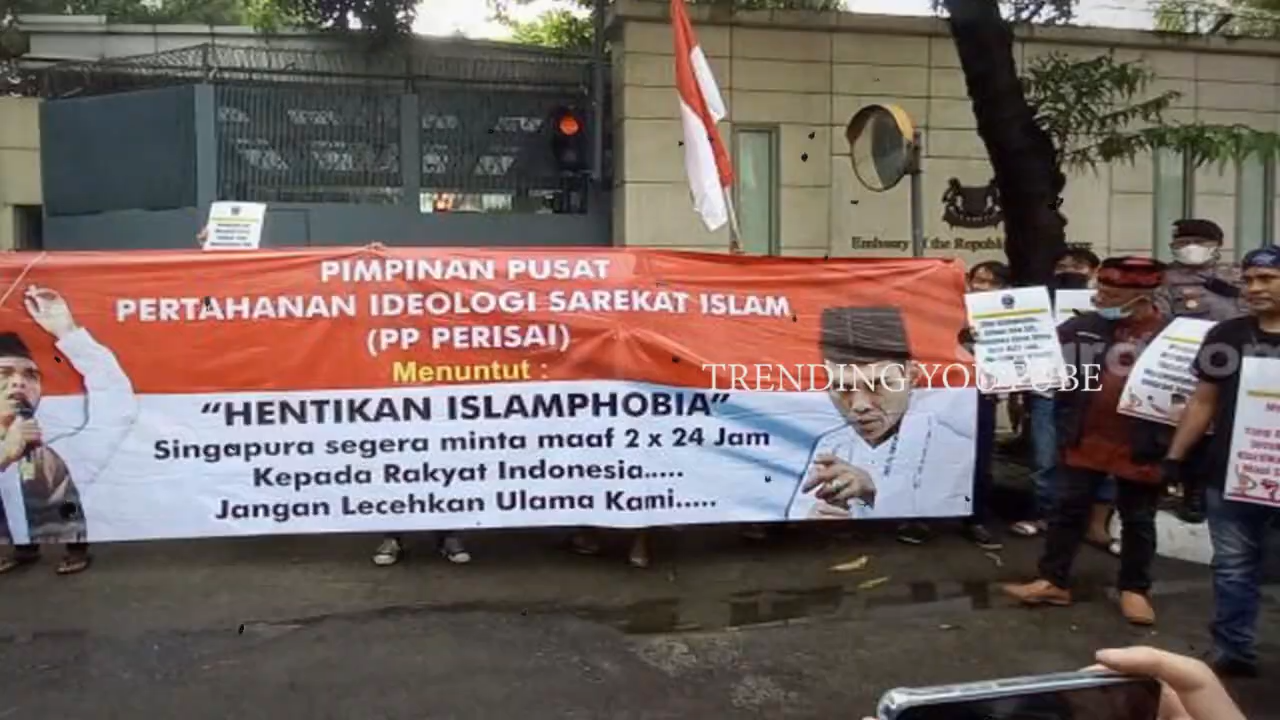 Embassy of the Republic
PIMPINAN PUSAT
PERTAHANAN IDEOLOGI SAREKAT ISLAM
(PP PERISAI)
Menuntut :
TRENDING YOUTUBE
“HENTIKAN ISLAMPHOBIA”
Singapura segera minta maaf 2 x 24 Jam
Kepada Rakyat Indonesia.....
Jangan Lecehkan Ulama Kami.....